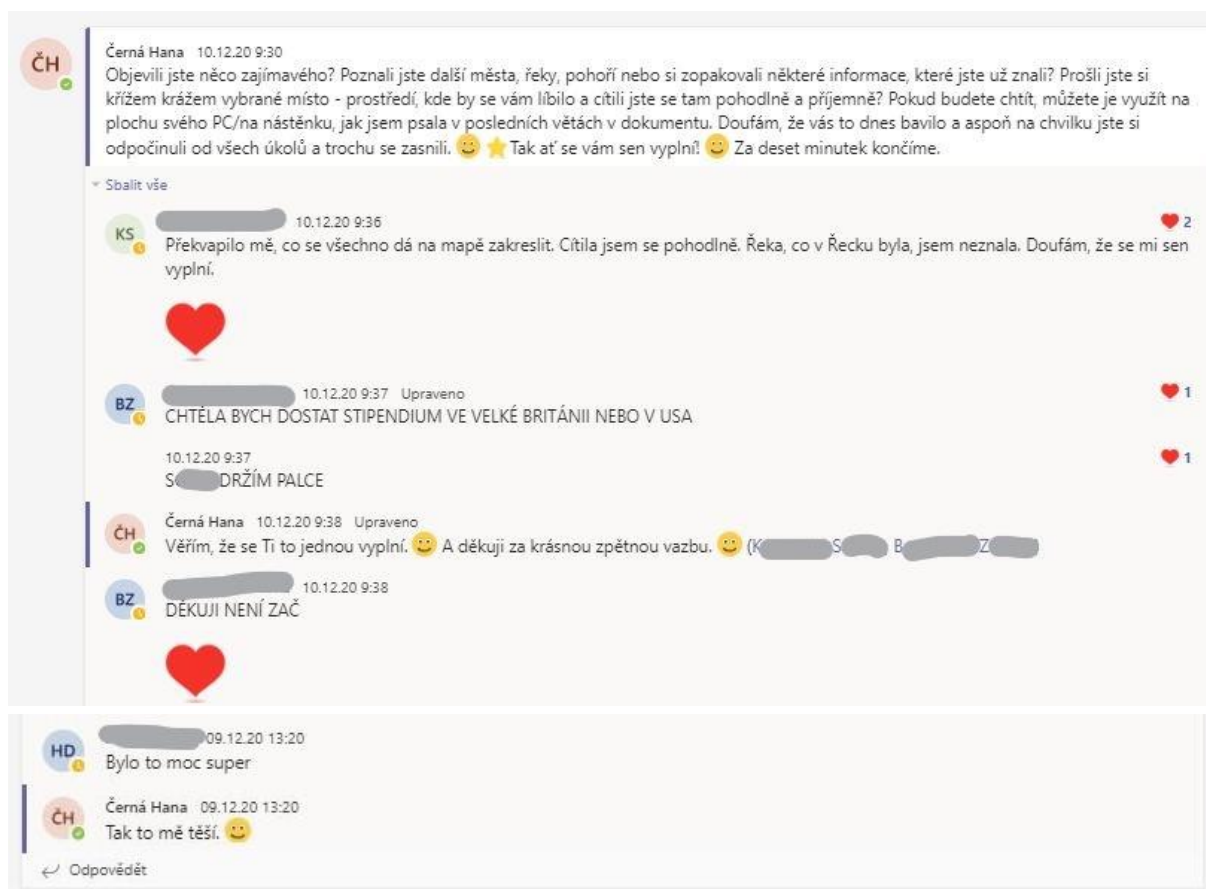 ČH
Černá Hana 10.12.20 9:30
Objevili jste něco zajímavého? Poznali jste další města, řeky, pohoří nebo si zopakovali některé informace, které jste už znali? Prošli jste si
křížem krážem vybrané místo - prostředí, kde by se vám líbilo a cítili jste se tam pohodlně a příjemně? Pokud budete chtít, můžete je využít na
plochu svého PC/na nástěnku, jak jsem psala v posledních větách v dokumentu. Doufám, že vás to dnes bavilo a aspoň na chvilku jste si
odpočinuli od všech úkolů a trochu se zasnili. 🙂 ⭐ Tak ať se vám sen vyplní! 🙂 Za deset minutek končíme.
Sbalit vše
KS
10.12.20 9:36
❤ 2
Překvapilo mě, co se všechno dá na mapě zakreslit. Cítila jsem se pohodlně. Řeka, co v Řecku byla, jsem neznala. Doufám, že se mi sen
vyplní.
BZ
10.12.20 9:37 Upraveno
❤ 1
CHTĚLA BYCH DOSTAT STIPENDIUM VE VELKÉ BRITÁNII NEBO V USA
10.12.20 9:37
❤ 1
S DRŽÍM PALCE
ČH
Černá Hana 10.12.20 9:38 Upraveno
Věřím, že se Ti to jednou vyplní. 🙂 A děkuji za krásnou zpětnou vazbu. 🙂 (K S B Z
BZ
10.12.20 9:38
DĚKUJI NENÍ ZAČ
HD
09.12.20 13:20
Bylo to moc super
ČH
Černá Hana 09.12.20 13:20
Tak to mě těší. 🙂
Odpovědět